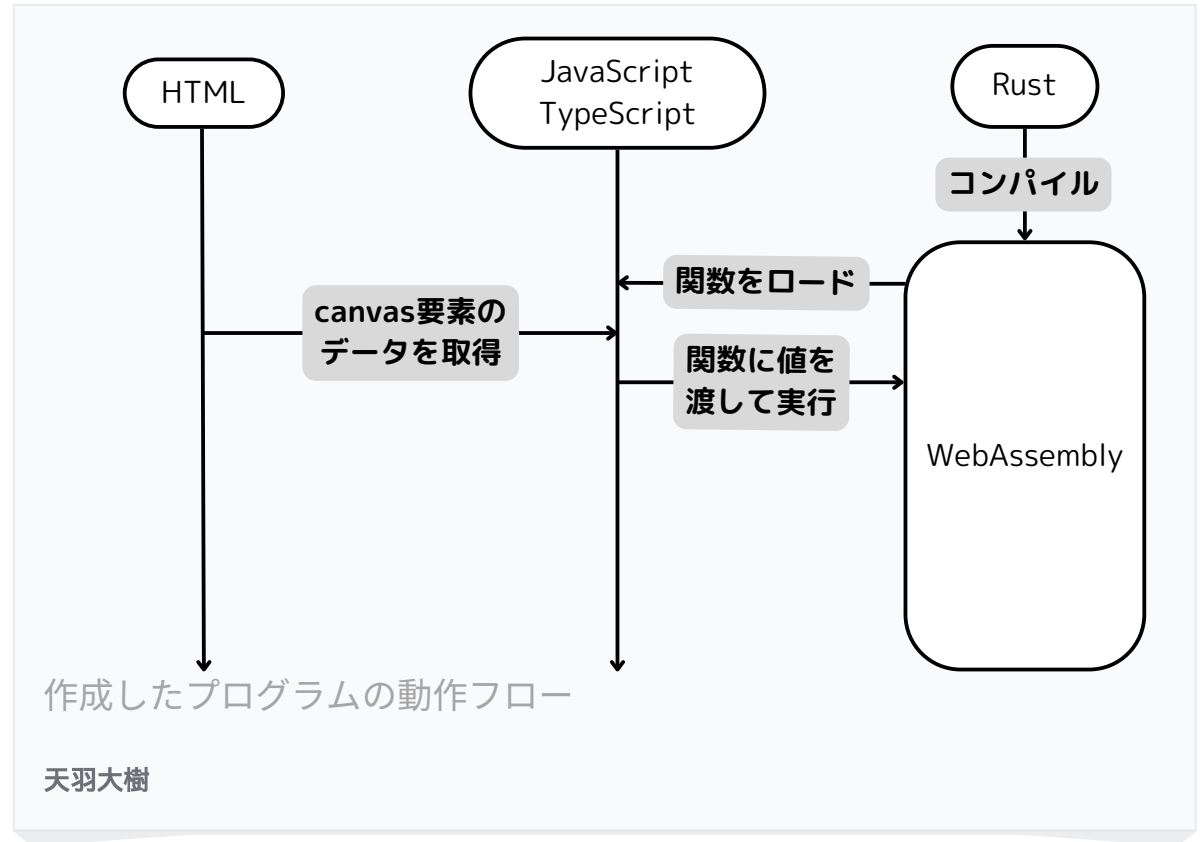 HTML
JavaScript
TypeScript
Rust
コンパイル
関数をロード
canvas要素の
データを取得
関数に値を
渡して実行
WebAssembly
作成したプログラムの動作フロー
天羽大樹